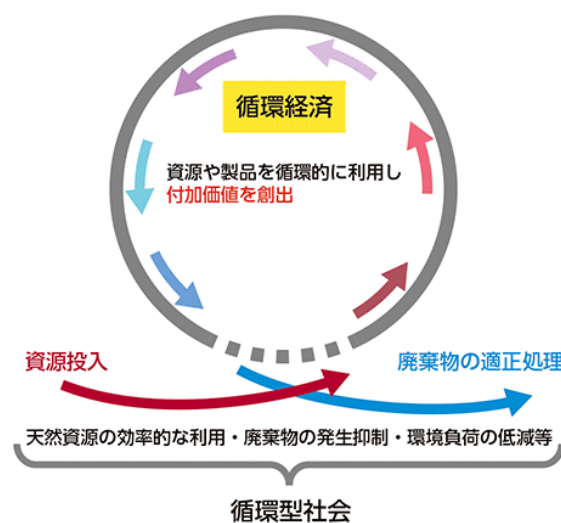 循環経済
資源や製品を循環的に利用し
付加価値を創出
資源投入
廃棄物の適正処理
天然資源の効率的な利用・廃棄物の発生抑制・環境負荷の低減等
循環型社会